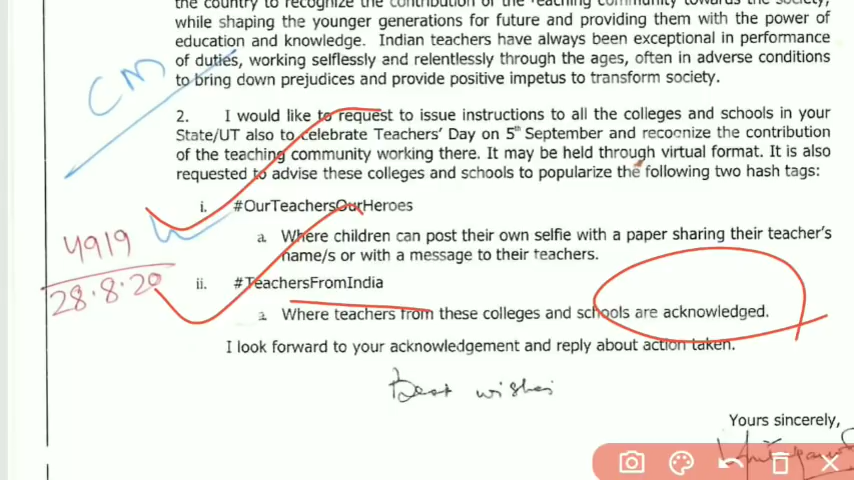 the country to recognize the contribution of the Teaching community towards the society,
while shaping the younger generations for future and providing them with the power of
education and knowledge. Indian teachers have always been exceptional in performance
of duties, working selflessly and relentlessly through the ages, often in adverse conditions
to bring down prejudices and provide positive impetus to transform society.
CM
2. I would like to request to issue instructions to all the colleges and schools in your
State/UT also to celebrate Teachers' Day on 5th September and recognize the contribution
of the teaching community working there. It may be held through virtual format. It is also
requested to advise these colleges and schools to popularize the following two hash tags:
i. #OurTeachersOurHeroes
4919
28.8.20
a. Where children can post their own selfie with a paper sharing their teacher's
name/s or with a message to their teachers.
ii. #TeachersFromIndia
a Where teachers from these colleges and schools are acknowledged.
I look forward to your acknowledgement and reply about action taken.
Best wishes
Yours sincerely,